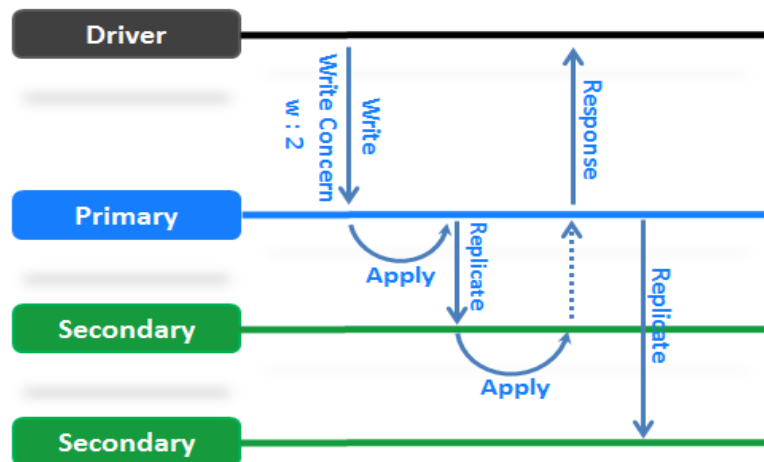 Driver
Write
Write Concern
w : 2
Response
Primary
Apply
Replicate
Replicate
Secondary
Apply
Secondary